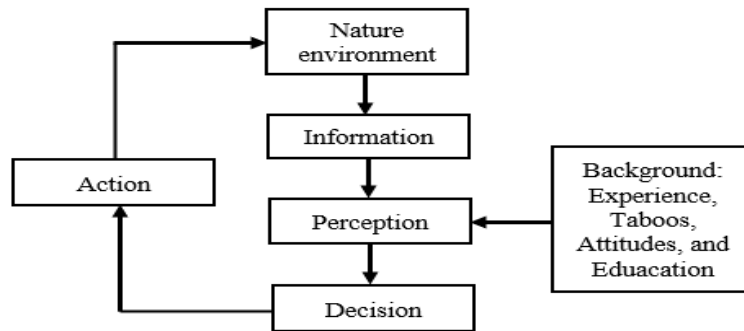 Nature
environment
Information
Action
Perception
Background:
Experience,
Taboos,
Attitudes, and
Eduacation
Decision